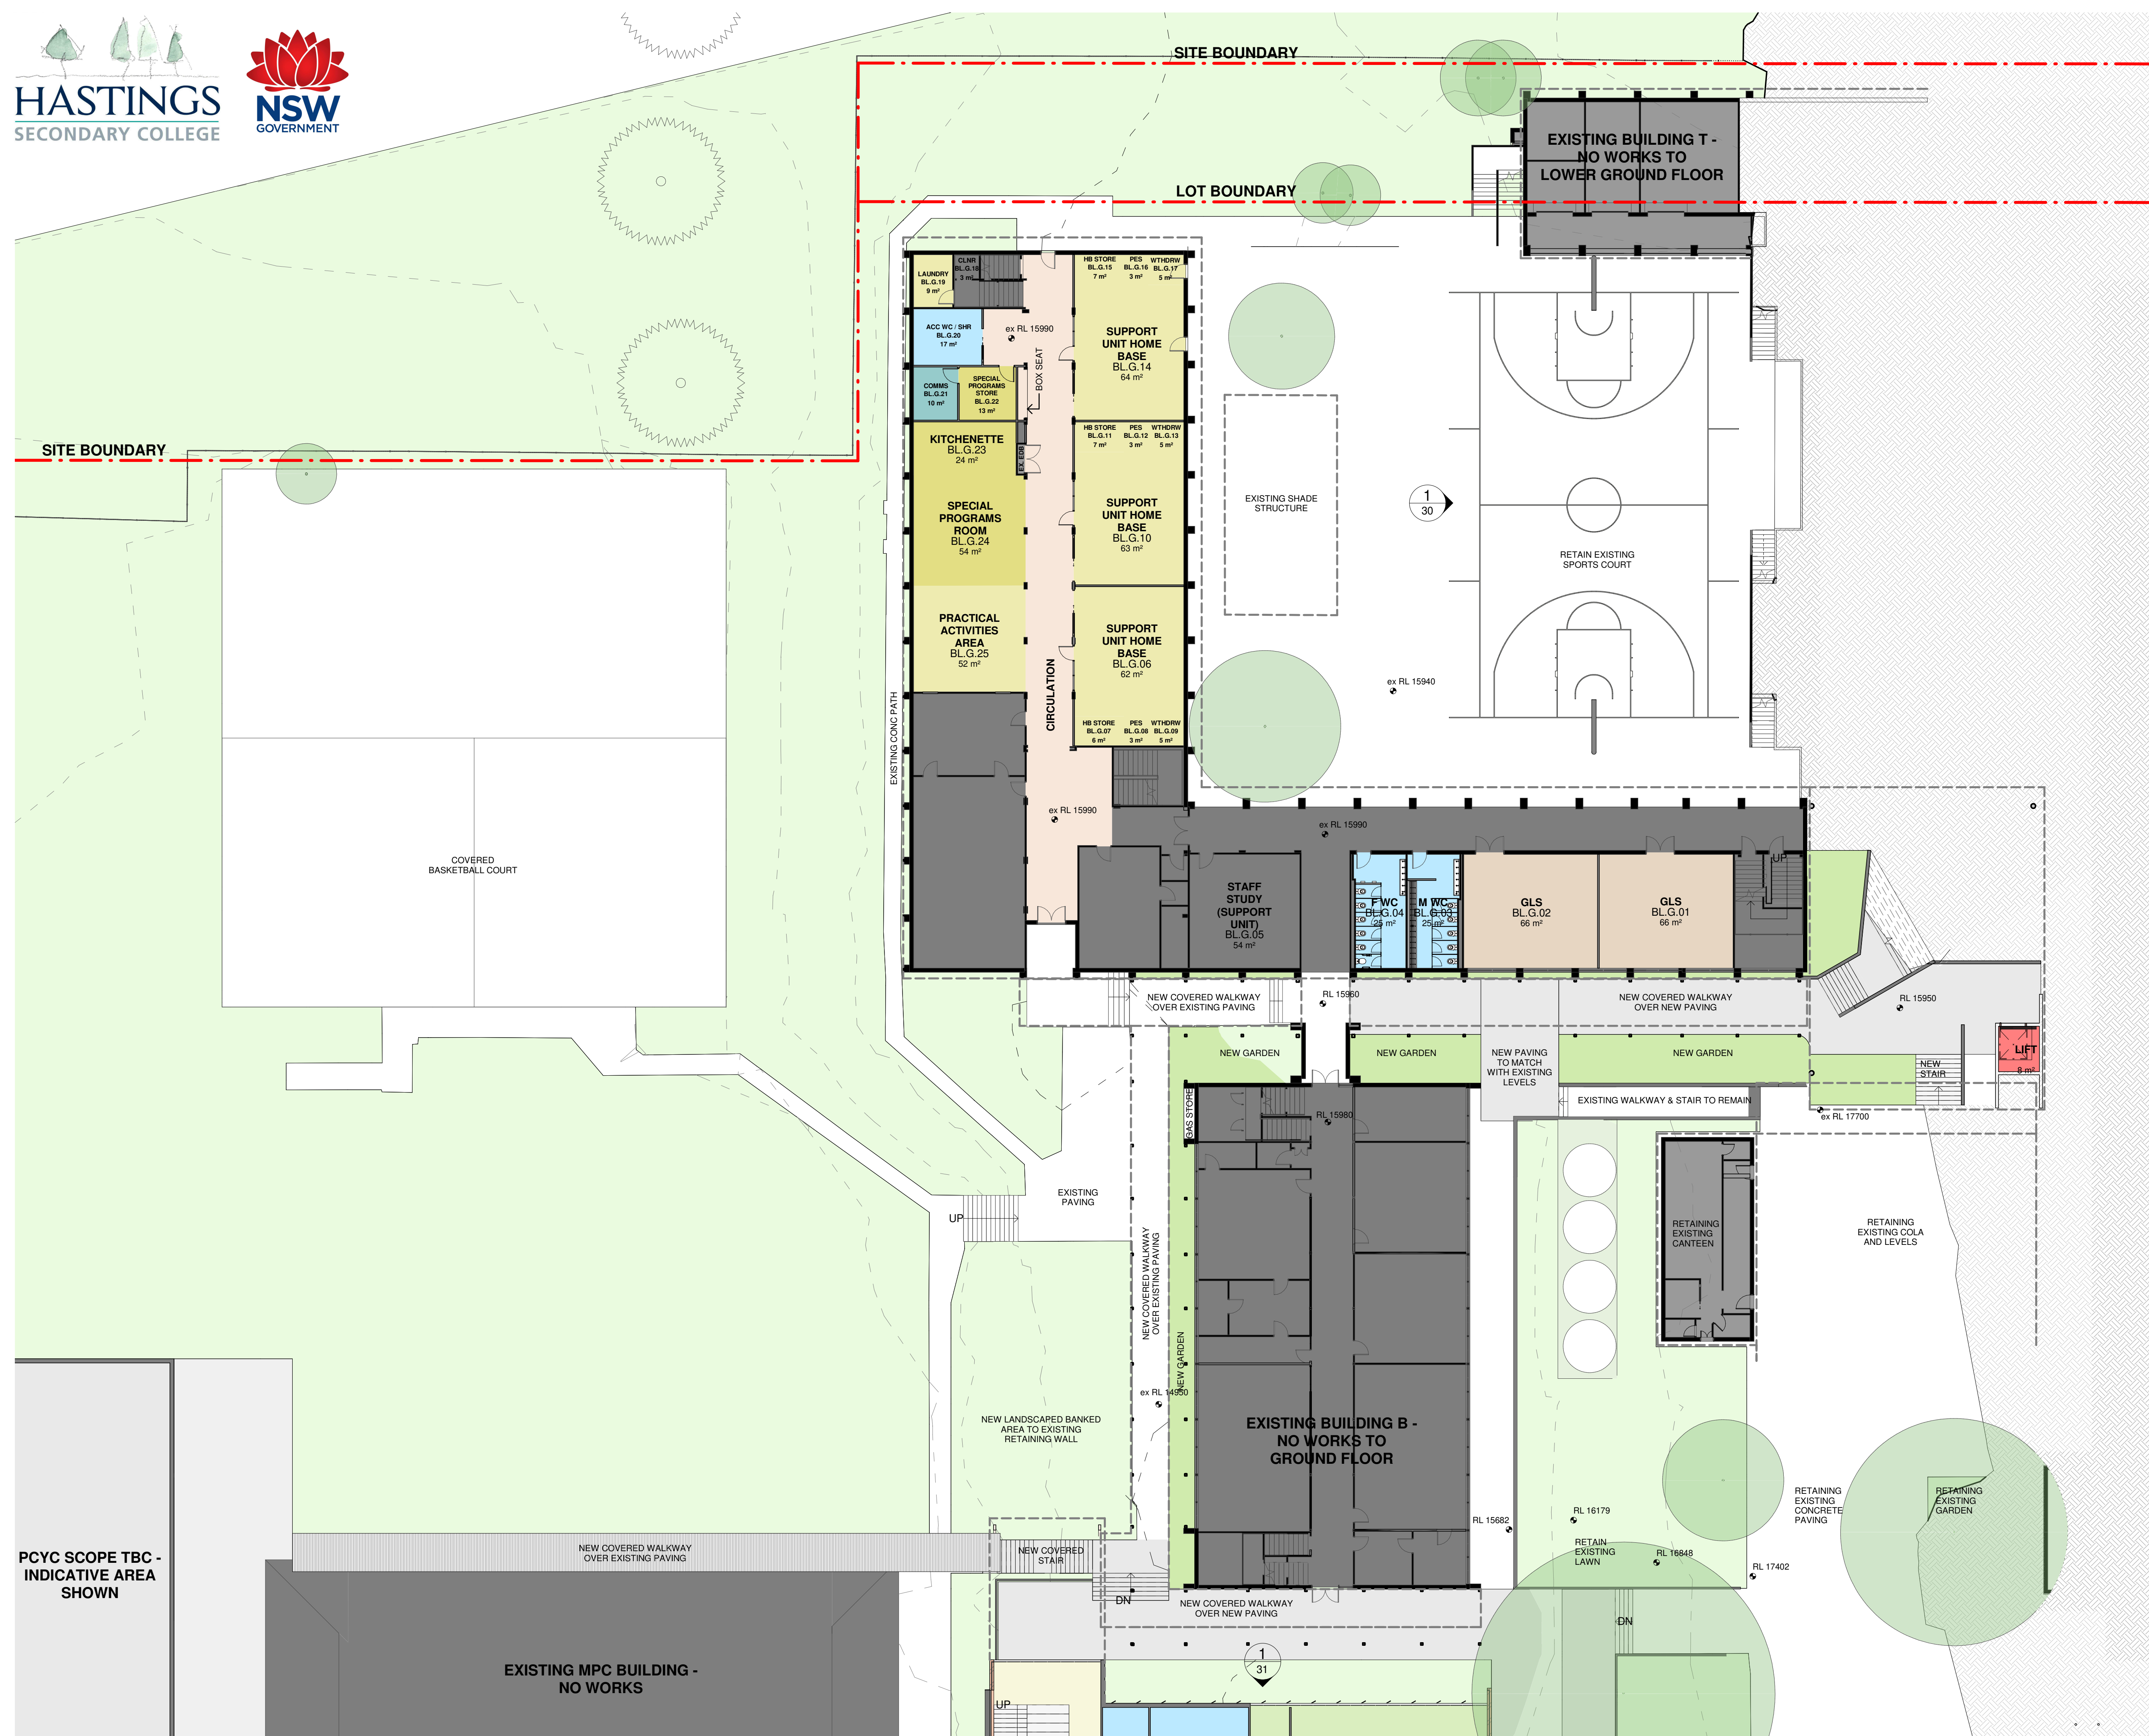 HASTINGS
SECONDARY COLLEGE
NSW
GOVERNMENT
SITE BOUNDARY
LOT BOUNDARY
SITE BOUNDARY
EXISTING BUILDING T -
NO WORKS TO
LOWER GROUND FLOOR
LAUNDRY
BL.G.19
9 m²
CLNR
BL.G.18
3 m²
HB STORE
BL.G.15
7 m²
PES
BL.G.16
3 m²
WTHDRW
BL.G.17
5 m²
ACC WC / SHR
BL.G.20
17 m²
ex RL 15990
BOX SEAT
SUPPORT
UNIT HOME
BASE
BL.G.14
64 m²
COMMS
BL.G.21
10 m²
SPECIAL
PROGRAMS
STORE
BL.G.22
13 m²
KITCHENETTE
BL.G.23
24 m²
EX. EDB
HB STORE
BL.G.11
7 m²
PES
BL.G.12
3 m²
WTHDRW
BL.G.13
5 m²
SPECIAL
PROGRAMS
ROOM
BL.G.24
54 m²
SUPPORT
UNIT HOME
BASE
BL.G.10
63 m²
EXISTING SHADE
STRUCTURE
1
30
RETAIN EXISTING
SPORTS COURT
PRACTICAL
ACTIVITIES
AREA
BL.G.25
52 m²
SUPPORT
UNIT HOME
BASE
BL.G.06
62 m²
CIRCULATION
EXISTING CONC PATH
ex RL 15940
HB STORE
BL.G.07
6 m²
PES
BL.G.08
3 m²
WTHDRW
BL.G.09
5 m²
ex RL 15990
ex RL 15990
COVERED
BASKETBALL COURT
STAFF
STUDY
(SUPPORT
UNIT)
BL.G.05
54 m²
F WC
BL.G.04
25 m²
M WC
BL.G.03
25 m²
GLS
BL.G.02
66 m²
GLS
BL.G.01
66 m²
UP
NEW COVERED WALKWAY
OVER EXISTING PAVING
RL 15960
NEW COVERED WALKWAY
OVER NEW PAVING
RL 15950
NEW GARDEN
NEW GARDEN
NEW PAVING
TO MATCH
WITH EXISTING
LEVELS
NEW GARDEN
LIFT
8 m²
NEW
STAIR
EXISTING WALKWAY & STAIR TO REMAIN
ex RL 17700
GAS STORE
RL 15980
EXISTING
PAVING
UP
NEW COVERED WALKWAY
OVER EXISTING PAVING
NEW GARDEN
RETAINING
EXISTING
CANTEEN
RETAINING
EXISTING COLA
AND LEVELS
ex RL 14950
NEW LANDSCAPED BANKED
AREA TO EXISTING
RETAINING WALL
EXISTING BUILDING B -
NO WORKS TO
GROUND FLOOR
RL 15682
RL 16179
RETAIN
EXISTING
LAWN
RL 16848
RL 17402
RETAINING
EXISTING
CONCRETE
PAVING
RETAINING
EXISTING
GARDEN
PCYC SCOPE TBC -
INDICATIVE AREA
SHOWN
NEW COVERED WALKWAY
OVER EXISTING PAVING
NEW COVERED
STAIR
DN
NEW COVERED WALKWAY
OVER NEW PAVING
DN
1
31
EXISTING MPC BUILDING -
NO WORKS
UP